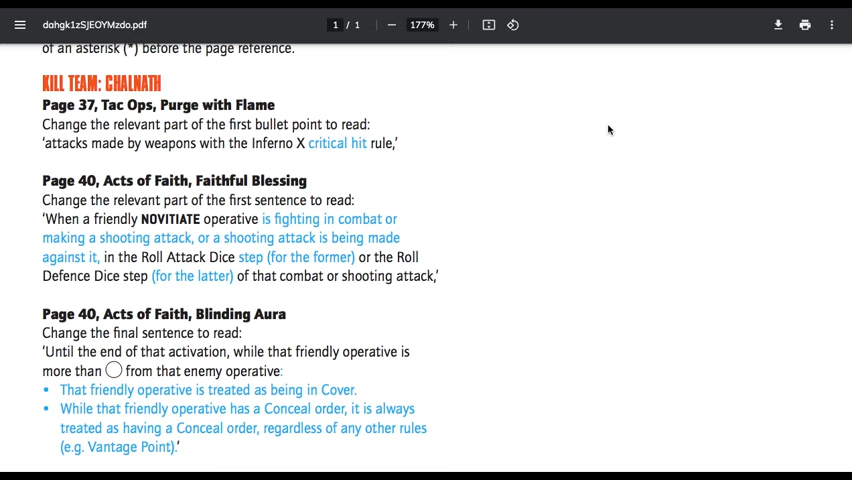 dahgk1zSJEOYMzdo.pdf
1 / 1
177%
of an asterisk (*) before the page reference.
KILL TEAM: CHALNATH
Page 37, Tac Ops, Purge with Flame
Change the relevant part of the first bullet point to read:
‘attacks made by weapons with the Inferno X critical hit rule,’
Page 40, Acts of Faith, Faithful Blessing
Change the relevant part of the first sentence to read:
‘When a friendly NOVITIATE operative is fighting in combat or
making a shooting attack, or a shooting attack is being made
against it, in the Roll Attack Dice step (for the former) or the Roll
Defence Dice step (for the latter) of that combat or shooting attack,’
Page 40, Acts of Faith, Blinding Aura
Change the final sentence to read:
‘Until the end of that activation, while that friendly operative is
more than from that enemy operative:
• That friendly operative is treated as being in Cover.
• While that friendly operative has a Conceal order, it is always
treated as having a Conceal order, regardless of any other rules
(e.g. Vantage Point).’